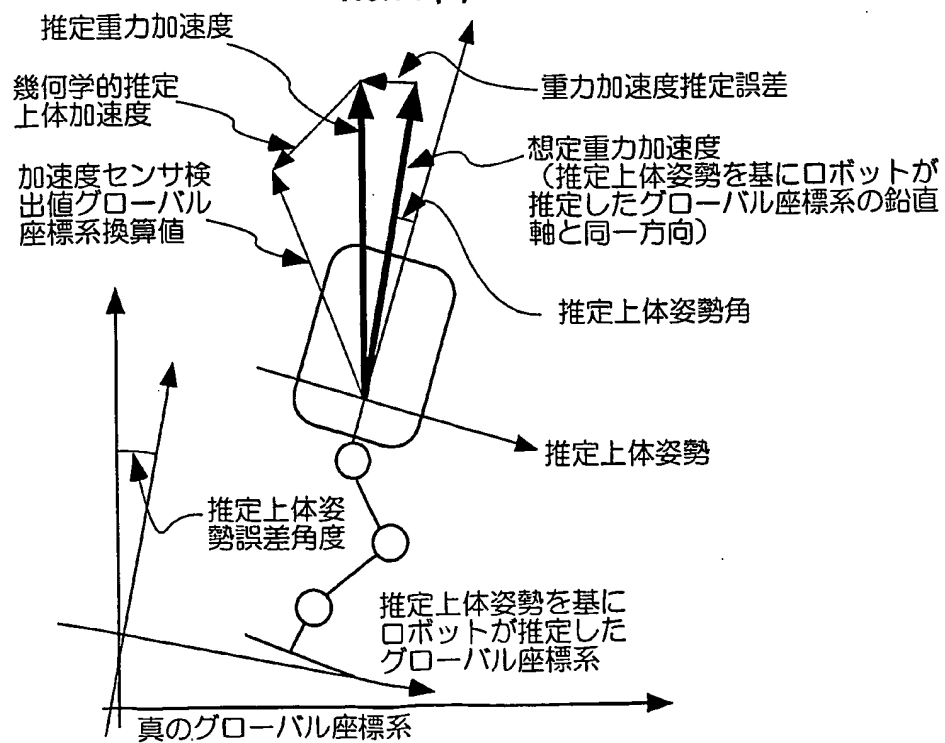 推定重力加速度
幾何学的推定
上体加速度
加速度センサ検
出値グローバル
座標系換算値
重力加速度推定誤差
想定重力加速度
（推定上体姿勢を基にロボットが
推定したグローバル座標系の鉛直
軸と同一方向）
推定上体姿勢角
推定上体姿勢
推定上体姿
勢誤差角度
推定上体姿勢を基に
ロボットが推定した
グローバル座標系
真のグローバル座標系